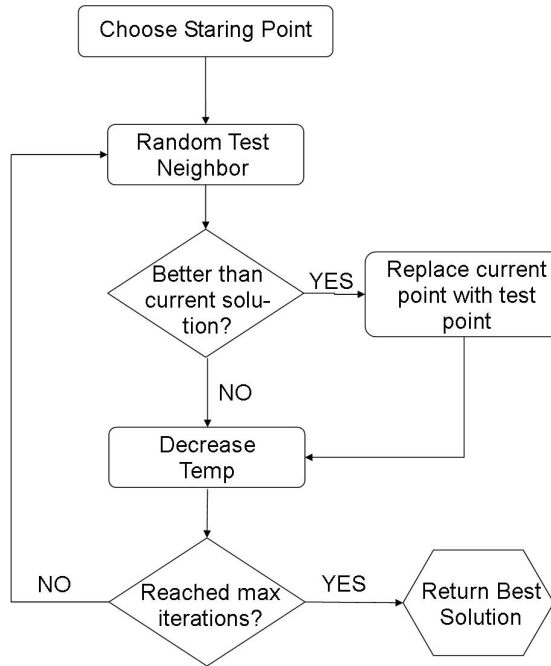 Choose Staring Point
Random Test
Neighbor
Better than
current solu-
tion?
YES
Replace current
point with test
point
NO
Decrease
Temp
NO
Reached max
iterations?
YES
Return Best
Solution